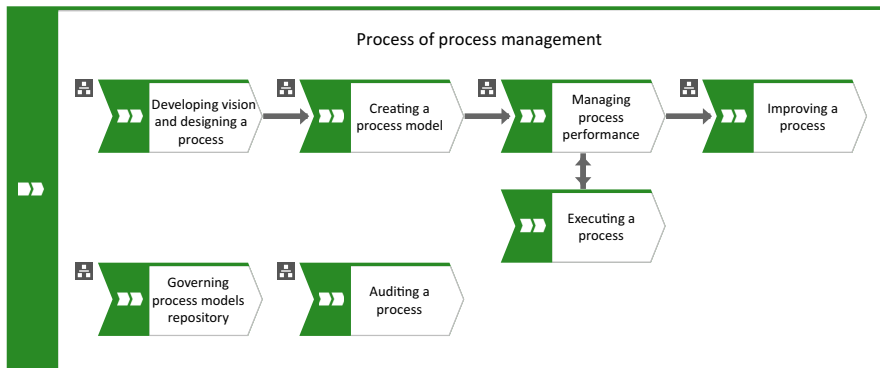 Process of process management
Developing vision
and designing a
process
Creating a
process model
Managing
process
performance
Improving a
process
Executing a
process
Governing
process models
repository
Auditing a
process